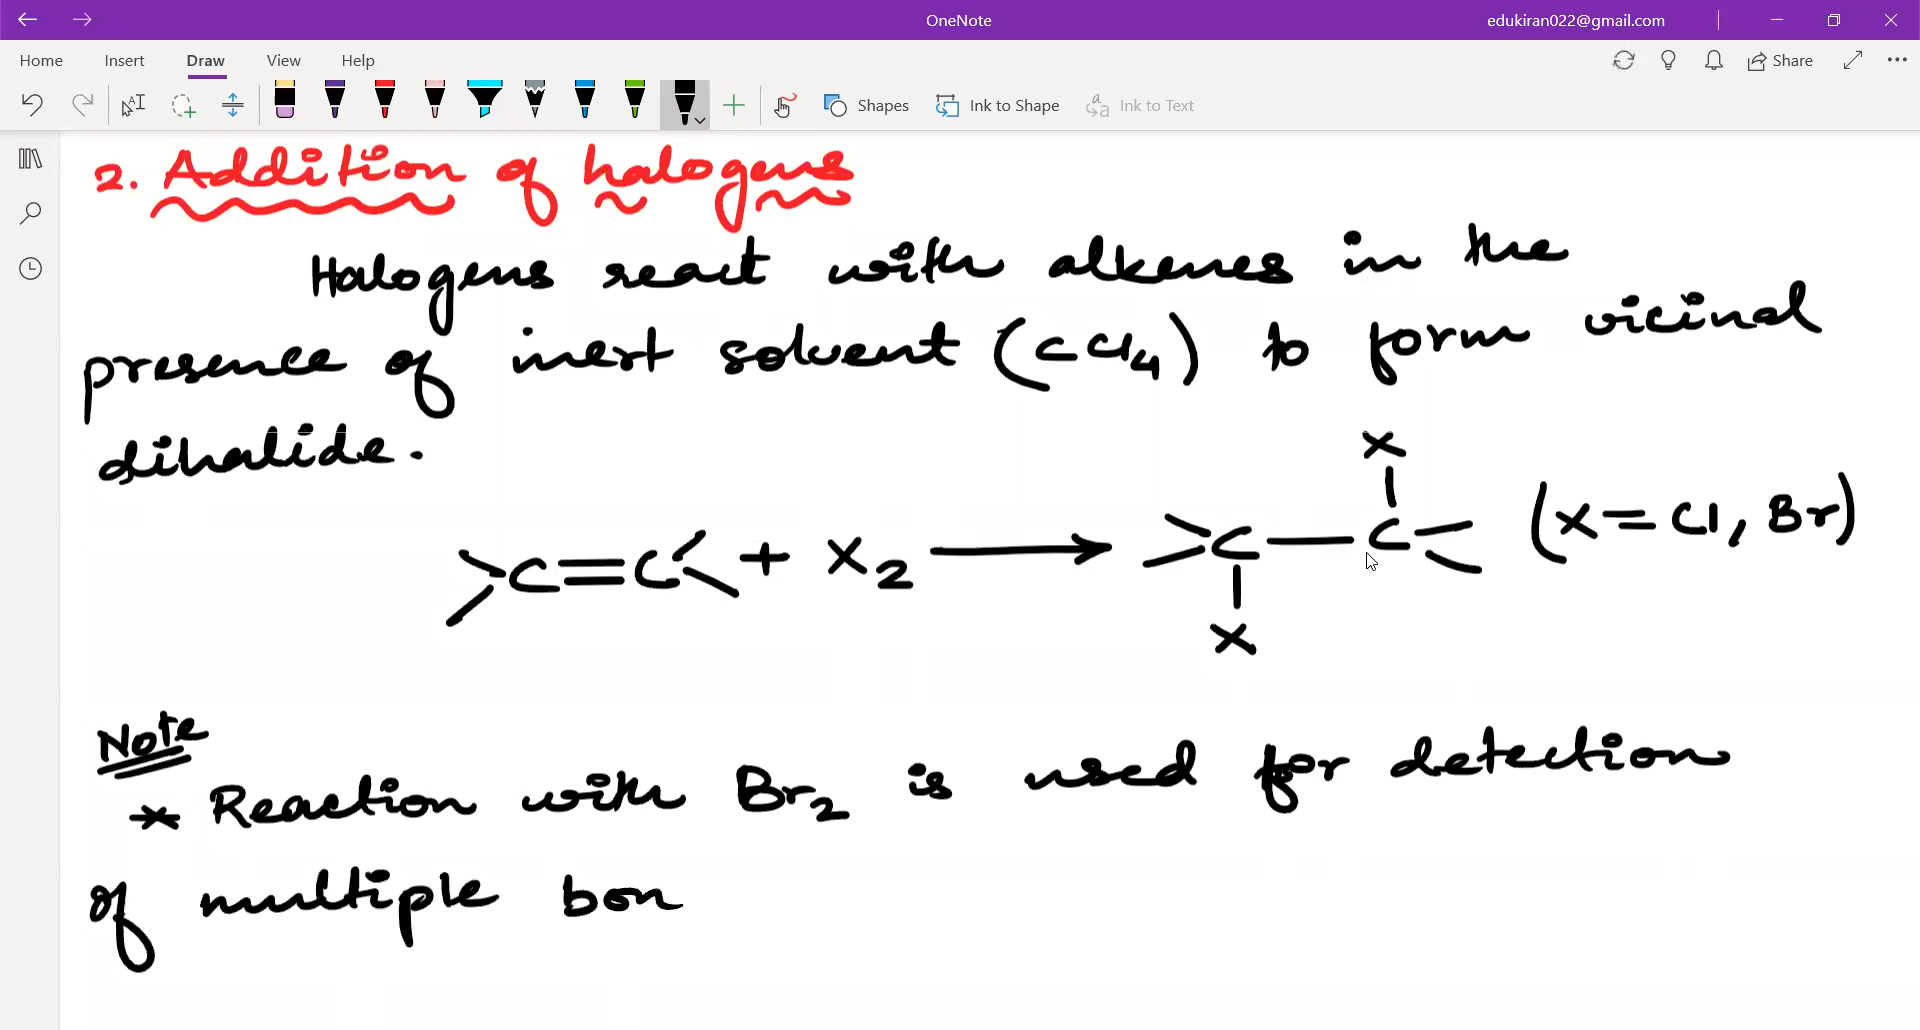 OneNote
edukiran022@gmail.com
Home Insert Draw View Help
Share
Shapes Ink to Shape Ink to Text
2. Addition of halogens
Halogens react with alkenes in the
presence of inert solvent (CCl4) to form vicinal
dihalide.
X
>C=C< + X2 ⟶ >C—C< (X=Cl, Br)
X
Note
* Reaction with Br2 is used for detection
of multiple bon